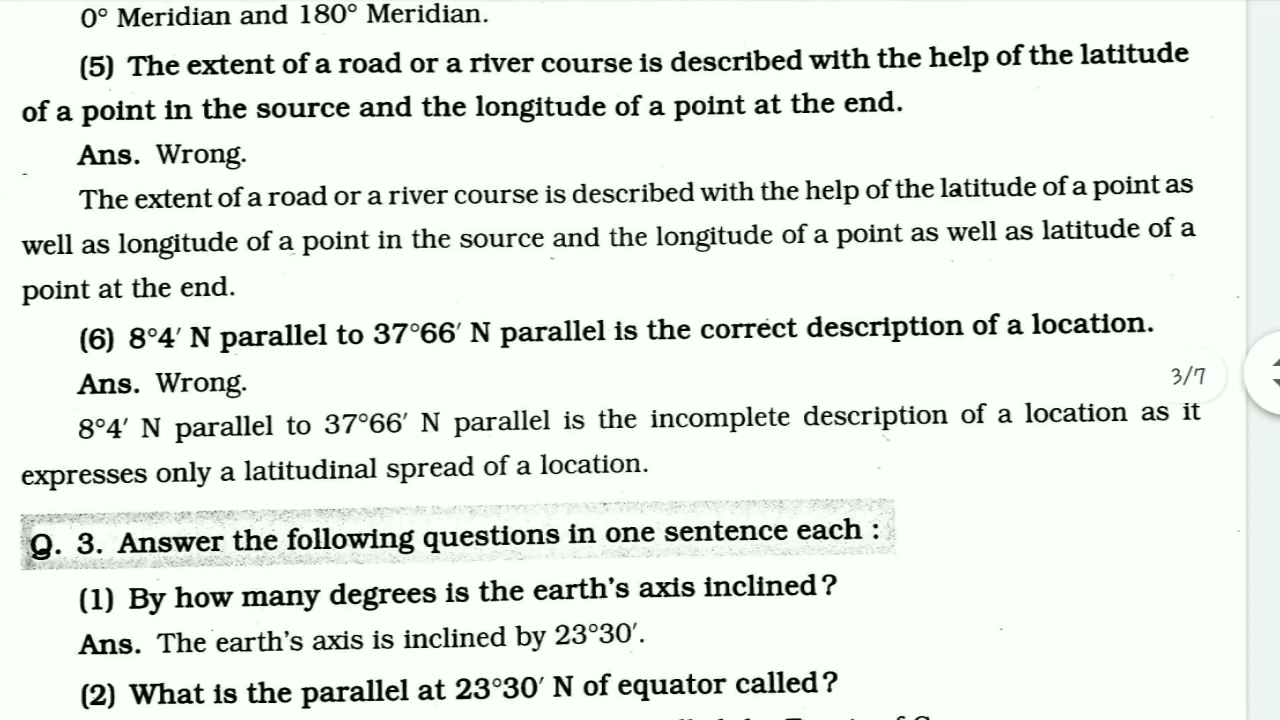 0° Meridian and 180° Meridian.
(5) The extent of a road or a river course is described with the help of the latitude
of a point in the source and the longitude of a point at the end.
Ans. Wrong.
The extent of a road or a river course is described with the help of the latitude of a point as
well as longitude of a point in the source and the longitude of a point as well as latitude of a
point at the end.
(6) 8°4′ N parallel to 37°66′ N parallel is the correct description of a location.
Ans. Wrong.
3/7
8°4′ N parallel to 37°66′ N parallel is the incomplete description of a location as it
expresses only a latitudinal spread of a location.
Q. 3. Answer the following questions in one sentence each :
(1) By how many degrees is the earth's axis inclined?
Ans. The earth's axis is inclined by 23°30′.
(2) What is the parallel at 23°30′ N of equator called?